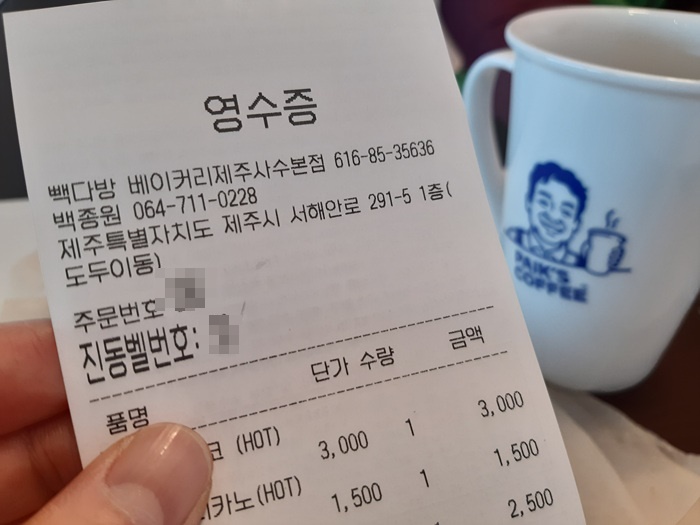 영수증
빽다방 베이커리제주사수본점 616-85-35636
백종원 064-711-0228
제주특별자치도 제주시 서해안로 291-5 1층(
도두이동)
주문번호
진동벨번호:
품명 단가 수량 금액
코 (HOT) 3,000 1 3,000
카노(HOT) 1,500 1 1,500
2,500
PAIK'S
COFFEE